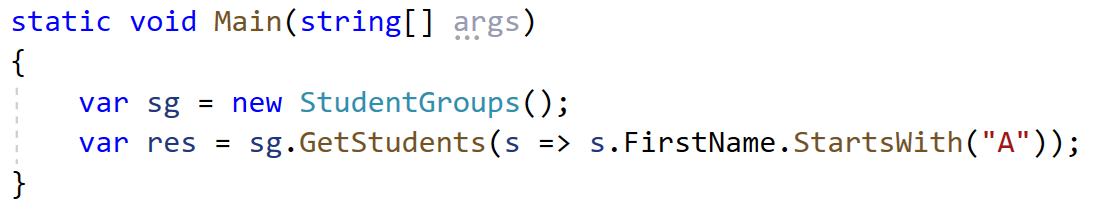 static void Main(string[] args)
{
    var sg = new StudentGroups();
    var res = sg.GetStudents(s => s.FirstName.StartsWith("A"));
}